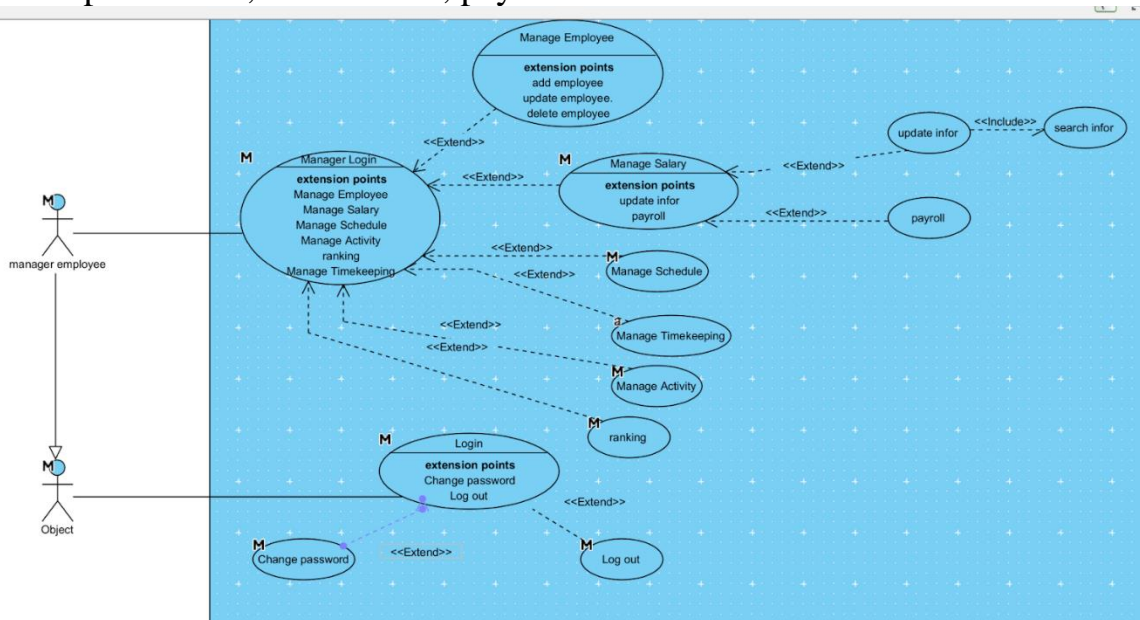 Manage Employee
extension points
add employee
update employee.
delete employee
<<Extend>>
M
Manager Login
extension points
Manage Employee
Manage Salary
Manage Schedule
Manage Activity
ranking
Manage Timekeeping
<<Extend>>
M
Manage Salary
extension points
update infor
payroll
<<Extend>>
update infor
<<Include>>
search infor
<<Extend>>
payroll
M
manager employee
<<Extend>>
M
Manage Schedule
<<Extend>>
a
Manage Timekeeping
<<Extend>>
<<Extend>>
M
Manage Activity
M
ranking
M
Login
extension points
Change password
Log out
M
Object
<<Extend>>
M
Change password
<<Extend>>
M
Log out